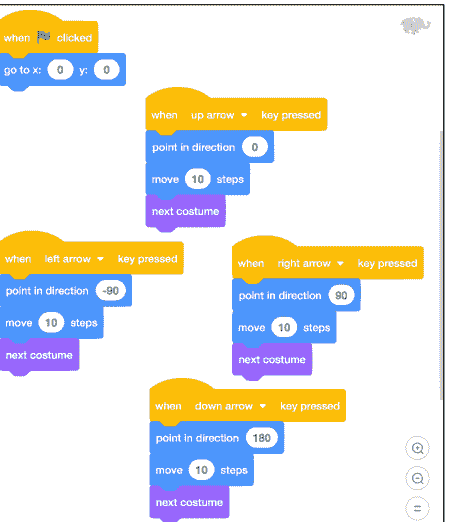 when clicked
go to x: 0 y: 0
when up arrow key pressed
point in direction 0
move 10 steps
next costume
when left arrow key pressed
point in direction -90
move 10 steps
next costume
when right arrow key pressed
point in direction 90
move 10 steps
next costume
when down arrow key pressed
point in direction 180
move 10 steps
next costume